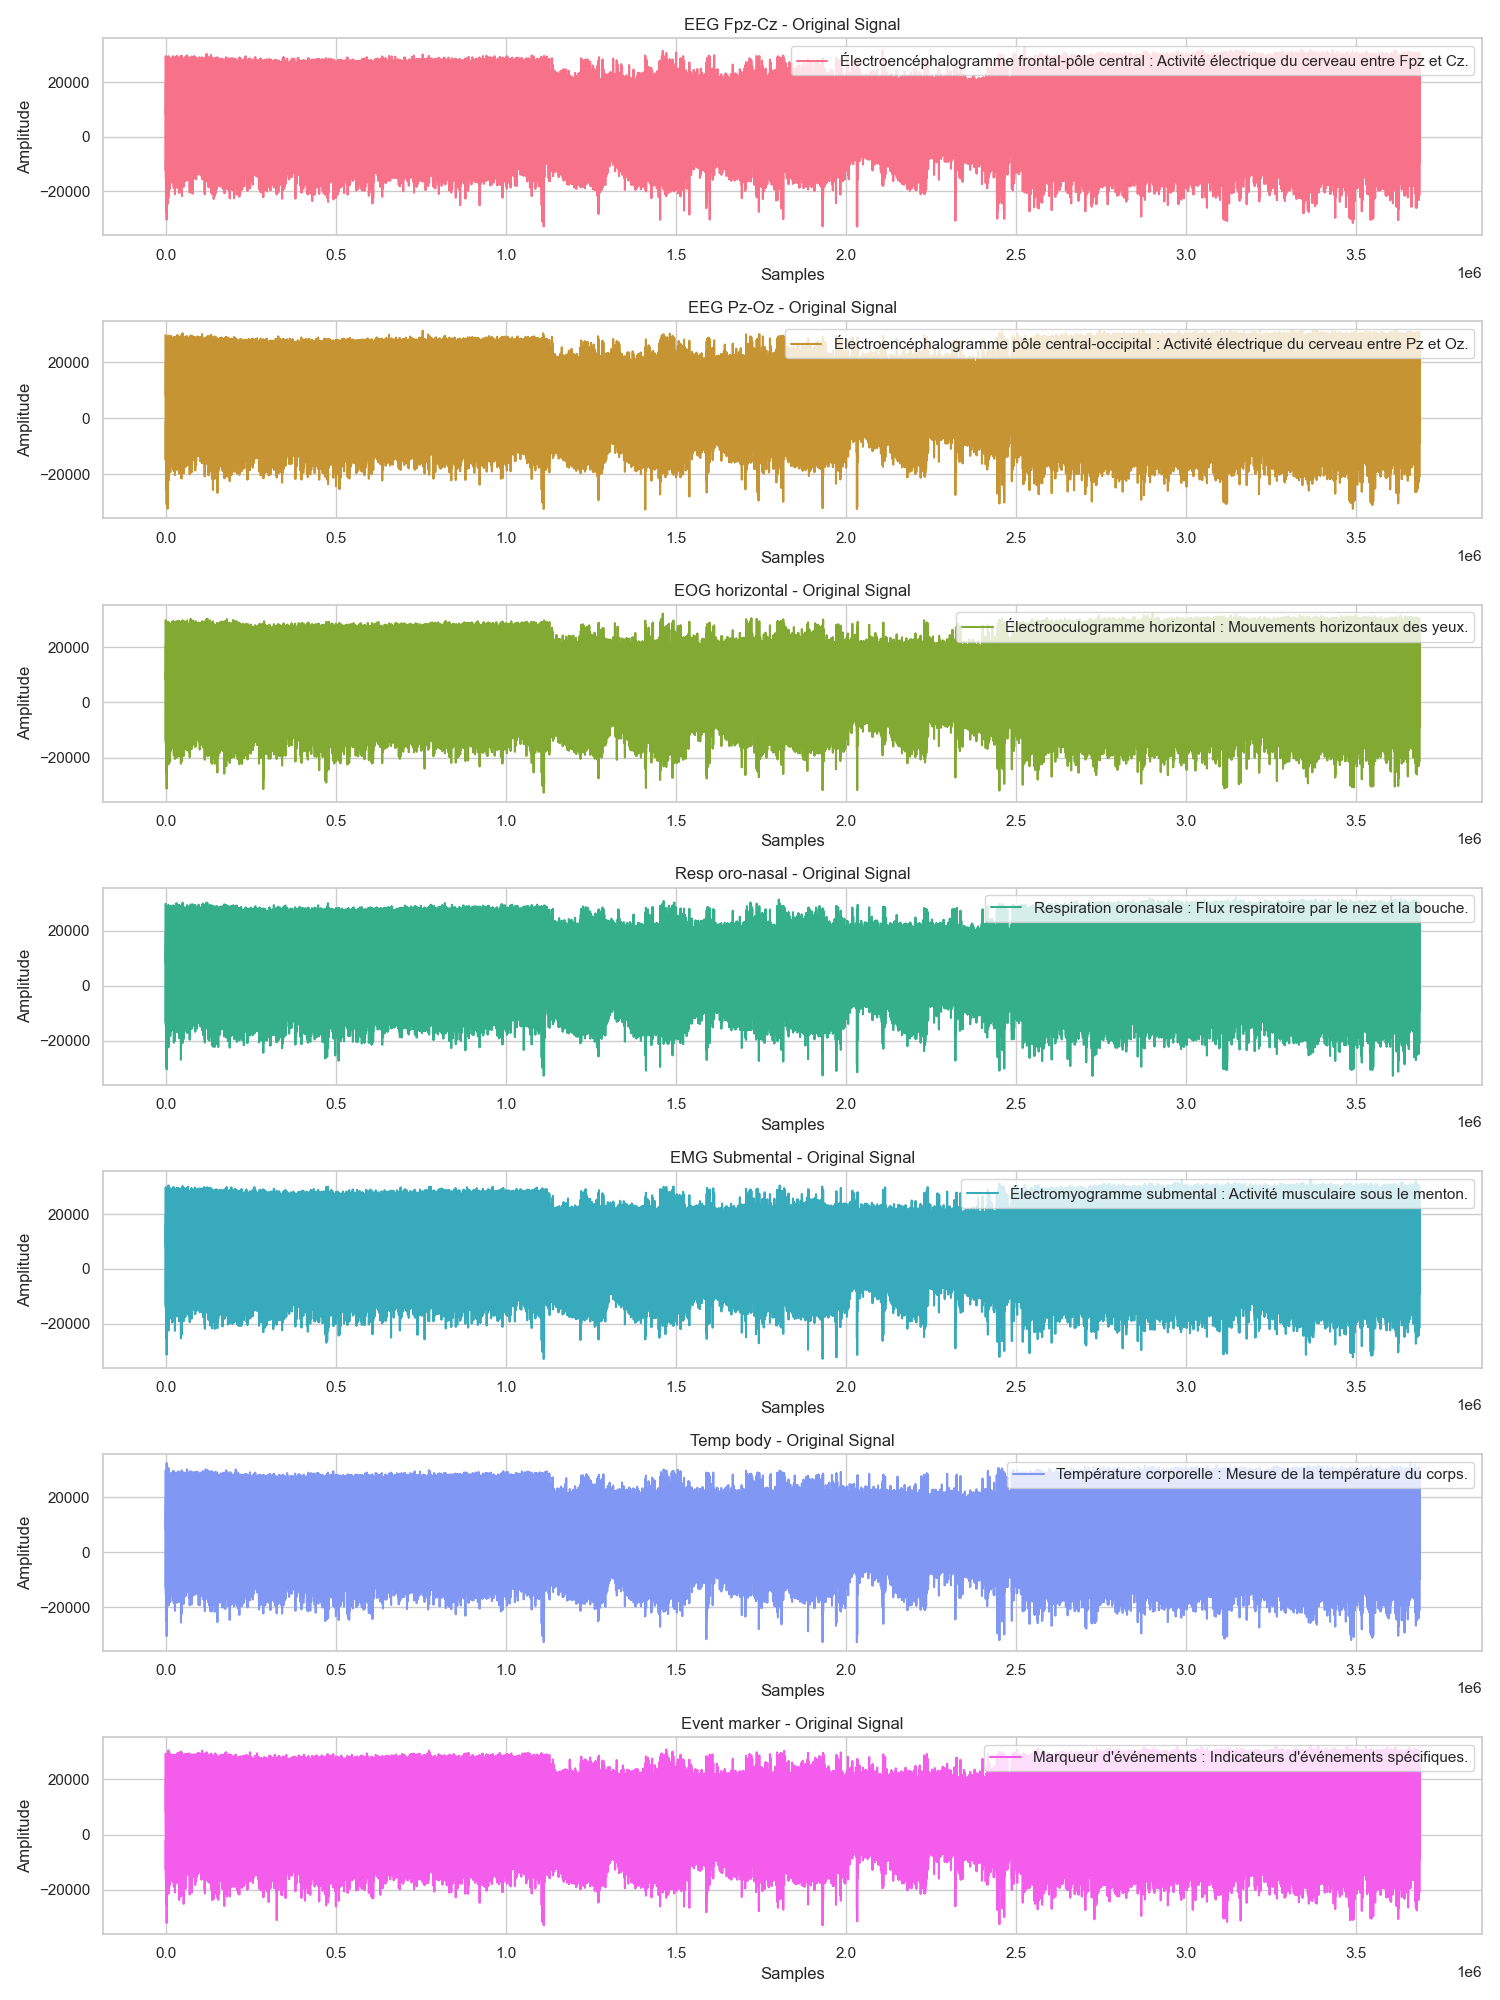 EEG Fpz-Cz - Original Signal
Électroencéphalogramme frontal-pôle central : Activité électrique du cerveau entre Fpz et Cz.
Amplitude
20000
0
−20000
0.0 0.5 1.0 1.5 2.0 2.5 3.0 3.5
1e6
Samples
EEG Pz-Oz - Original Signal
Électroencéphalogramme pôle central-occipital : Activité électrique du cerveau entre Pz et Oz.
Amplitude
20000
0
−20000
0.0 0.5 1.0 1.5 2.0 2.5 3.0 3.5
1e6
Samples
EOG horizontal - Original Signal
Électrooculogramme horizontal : Mouvements horizontaux des yeux.
Amplitude
20000
0
−20000
0.0 0.5 1.0 1.5 2.0 2.5 3.0 3.5
1e6
Samples
Resp oro-nasal - Original Signal
Respiration oronasale : Flux respiratoire par le nez et la bouche.
Amplitude
20000
0
−20000
0.0 0.5 1.0 1.5 2.0 2.5 3.0 3.5
1e6
Samples
EMG Submental - Original Signal
Électromyogramme submental : Activité musculaire sous le menton.
Amplitude
20000
0
−20000
0.0 0.5 1.0 1.5 2.0 2.5 3.0 3.5
1e6
Samples
Temp body - Original Signal
Température corporelle : Mesure de la température du corps.
Amplitude
20000
0
−20000
0.0 0.5 1.0 1.5 2.0 2.5 3.0 3.5
1e6
Samples
Event marker - Original Signal
Marqueur d'événements : Indicateurs d'événements spécifiques.
Amplitude
20000
0
−20000
0.0 0.5 1.0 1.5 2.0 2.5 3.0 3.5
1e6
Samples